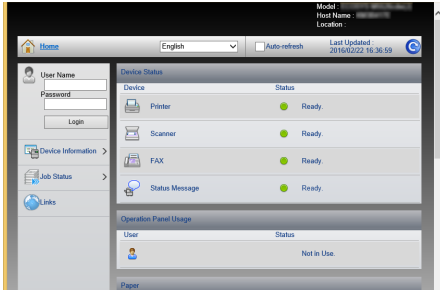 Model :
Host Name :
Location :
Home
English
Auto-refresh
Last Updated :
2016/02/22 16:36:59
User Name
Password
Login
Device Information
Job Status
Links
Device Status
Device Status
Printer Ready.
Scanner Ready.
FAX Ready.
Status Message Ready.
Operation Panel Usage
User Status
Not in Use.
Paper